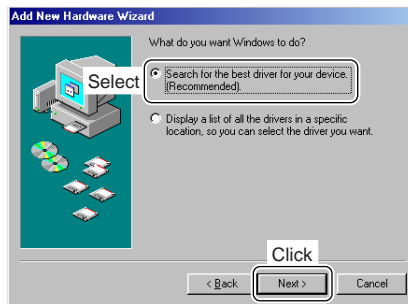 Add New Hardware Wizard
What do you want Windows to do?
Select
Search for the best driver for your device.
(Recommended).
Display a list of all the drivers in a specific
location, so you can select the driver you want.
Click
< Back
Next >
Cancel